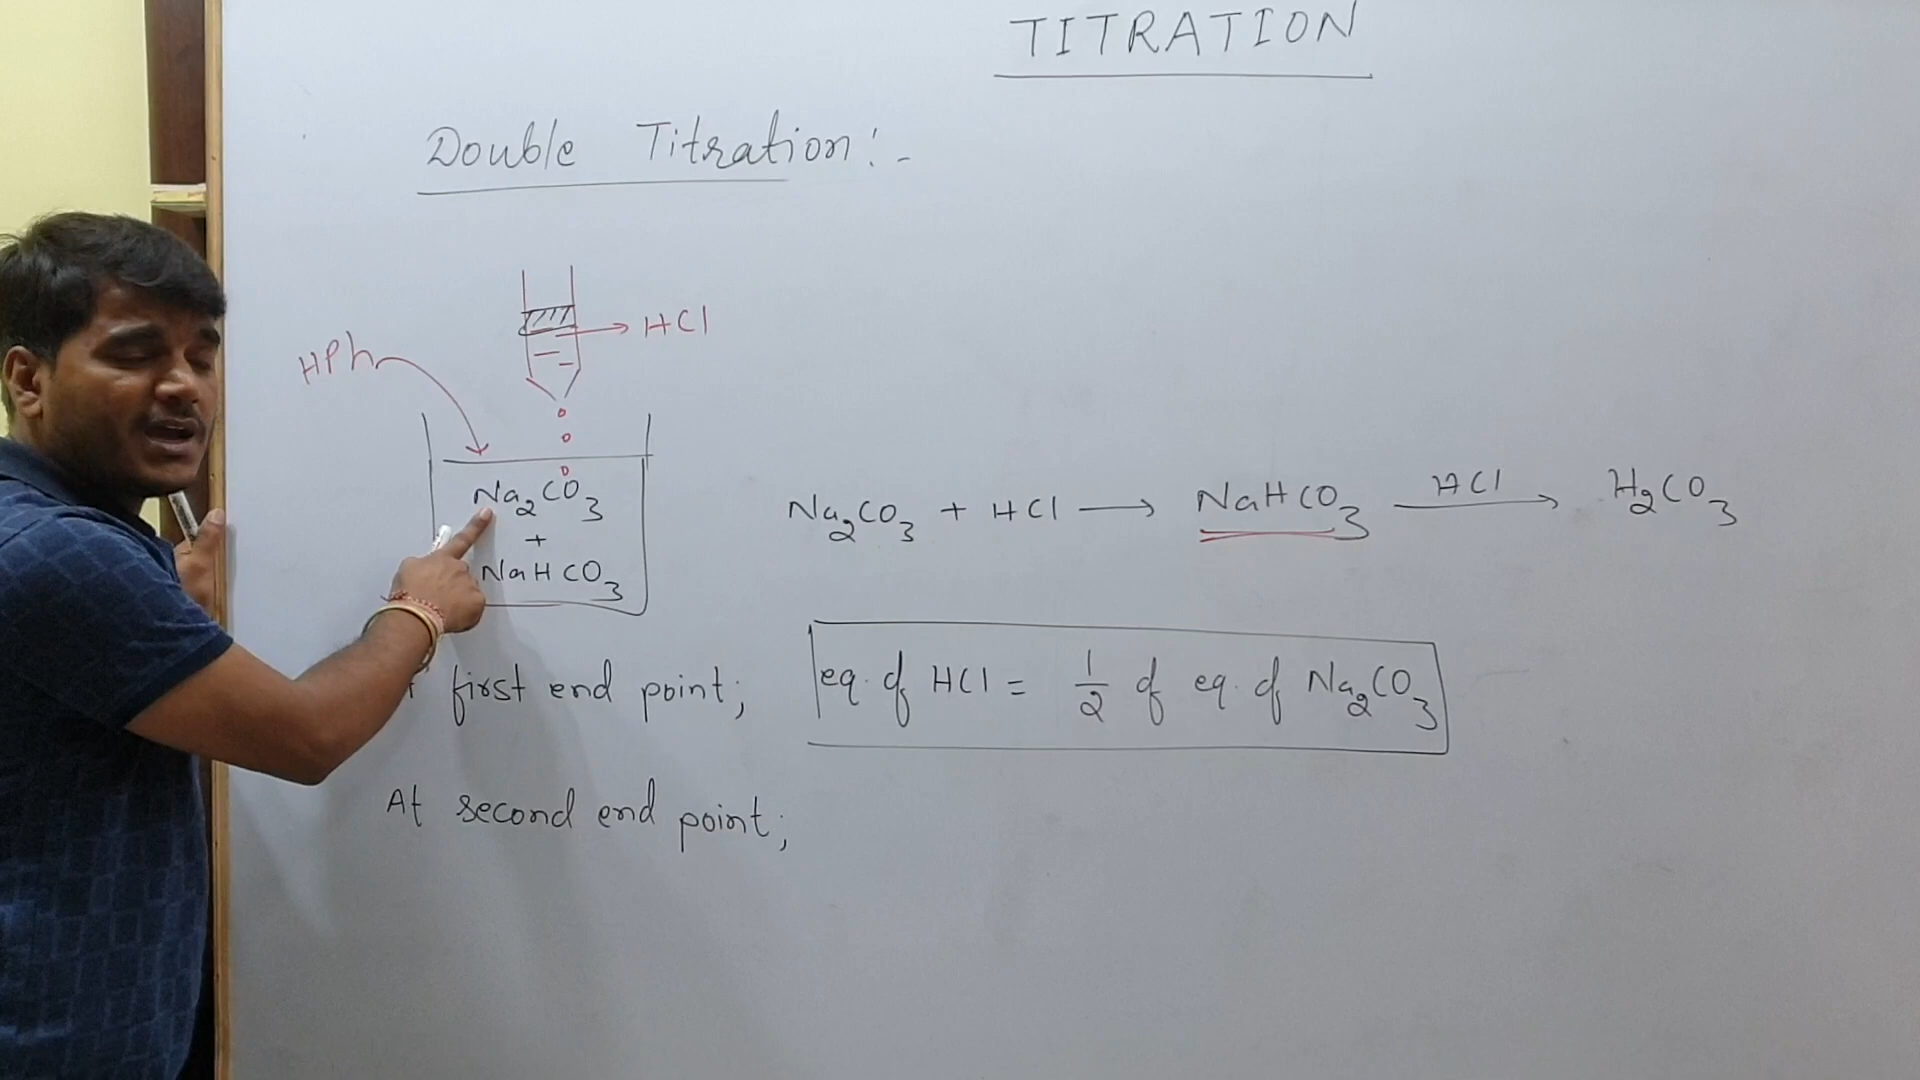 TITRATION
Double Titration:-
HCl
HPh
Na₂CO₃
+
NaHCO₃
Na₂CO₃ + HCl ⟶ NaHCO₃ ⟶ H₂CO₃
HCl
first end point; eq. of HCl = 1/2 of eq. of Na₂CO₃
At second end point;